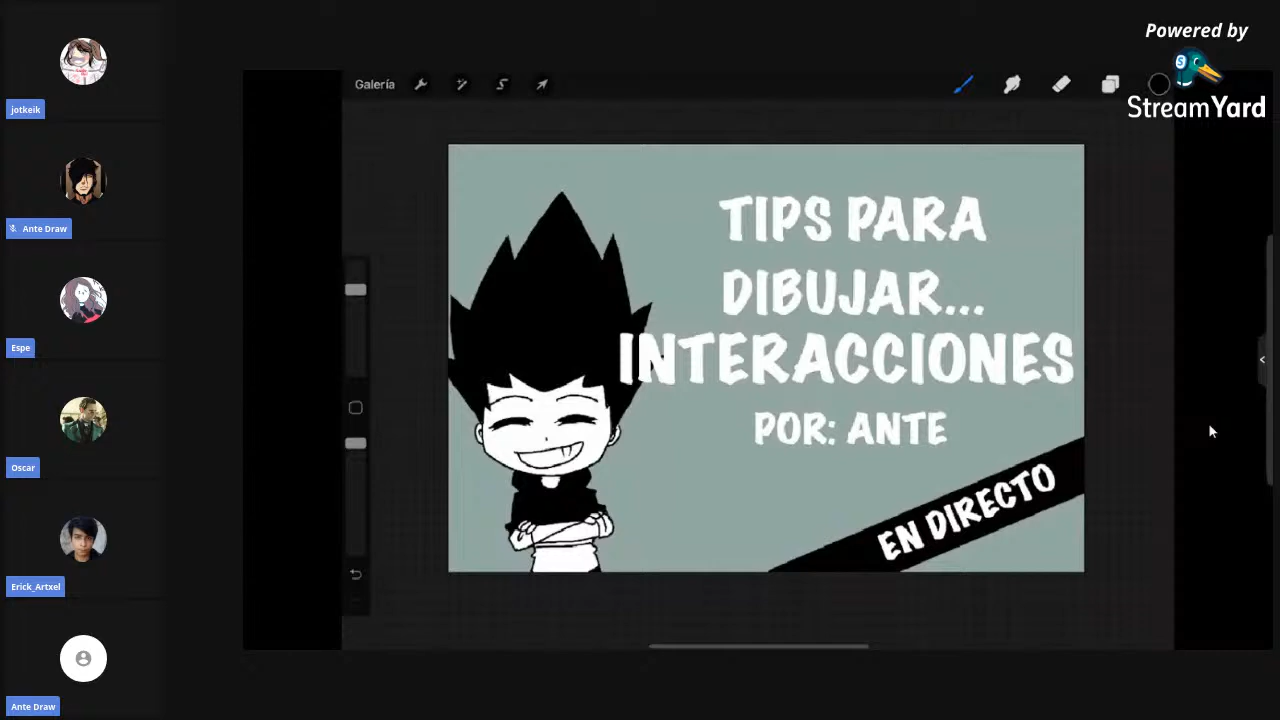 Powered by
StreamYard
jotkeik
Ante Draw
Espe
Oscar
Erick_Artxel
Ante Draw
Galería
TIPS PARA
DIBUJAR...
INTERACCIONES
POR: ANTE
EN DIRECTO